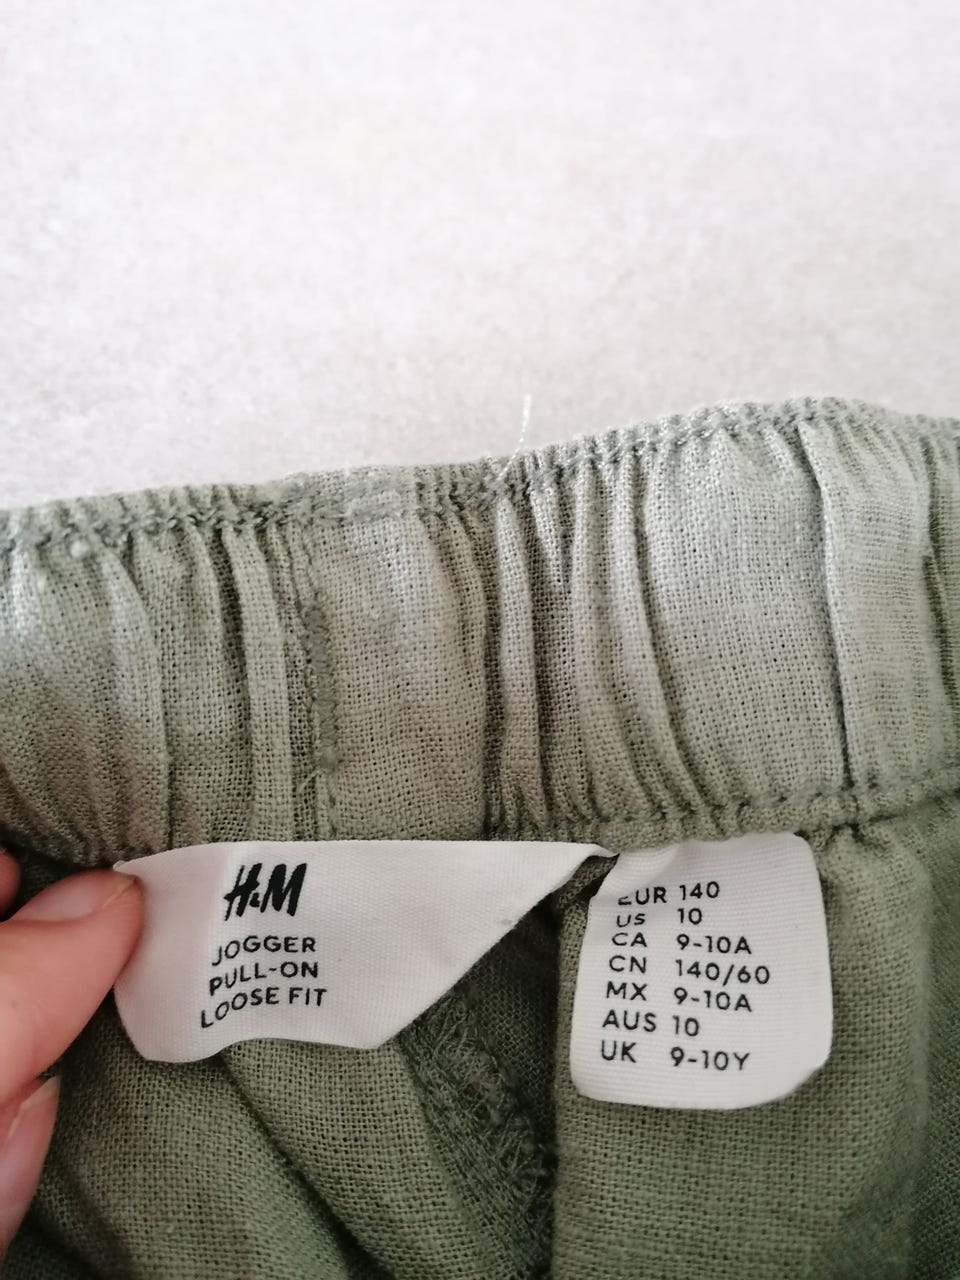 H&M
JOGGER
PULL-ON
LOOSE FIT
EUR 140
US 10
CA 9-10A
CN 140/60
MX 9-10A
AUS 10
UK 9-10Y